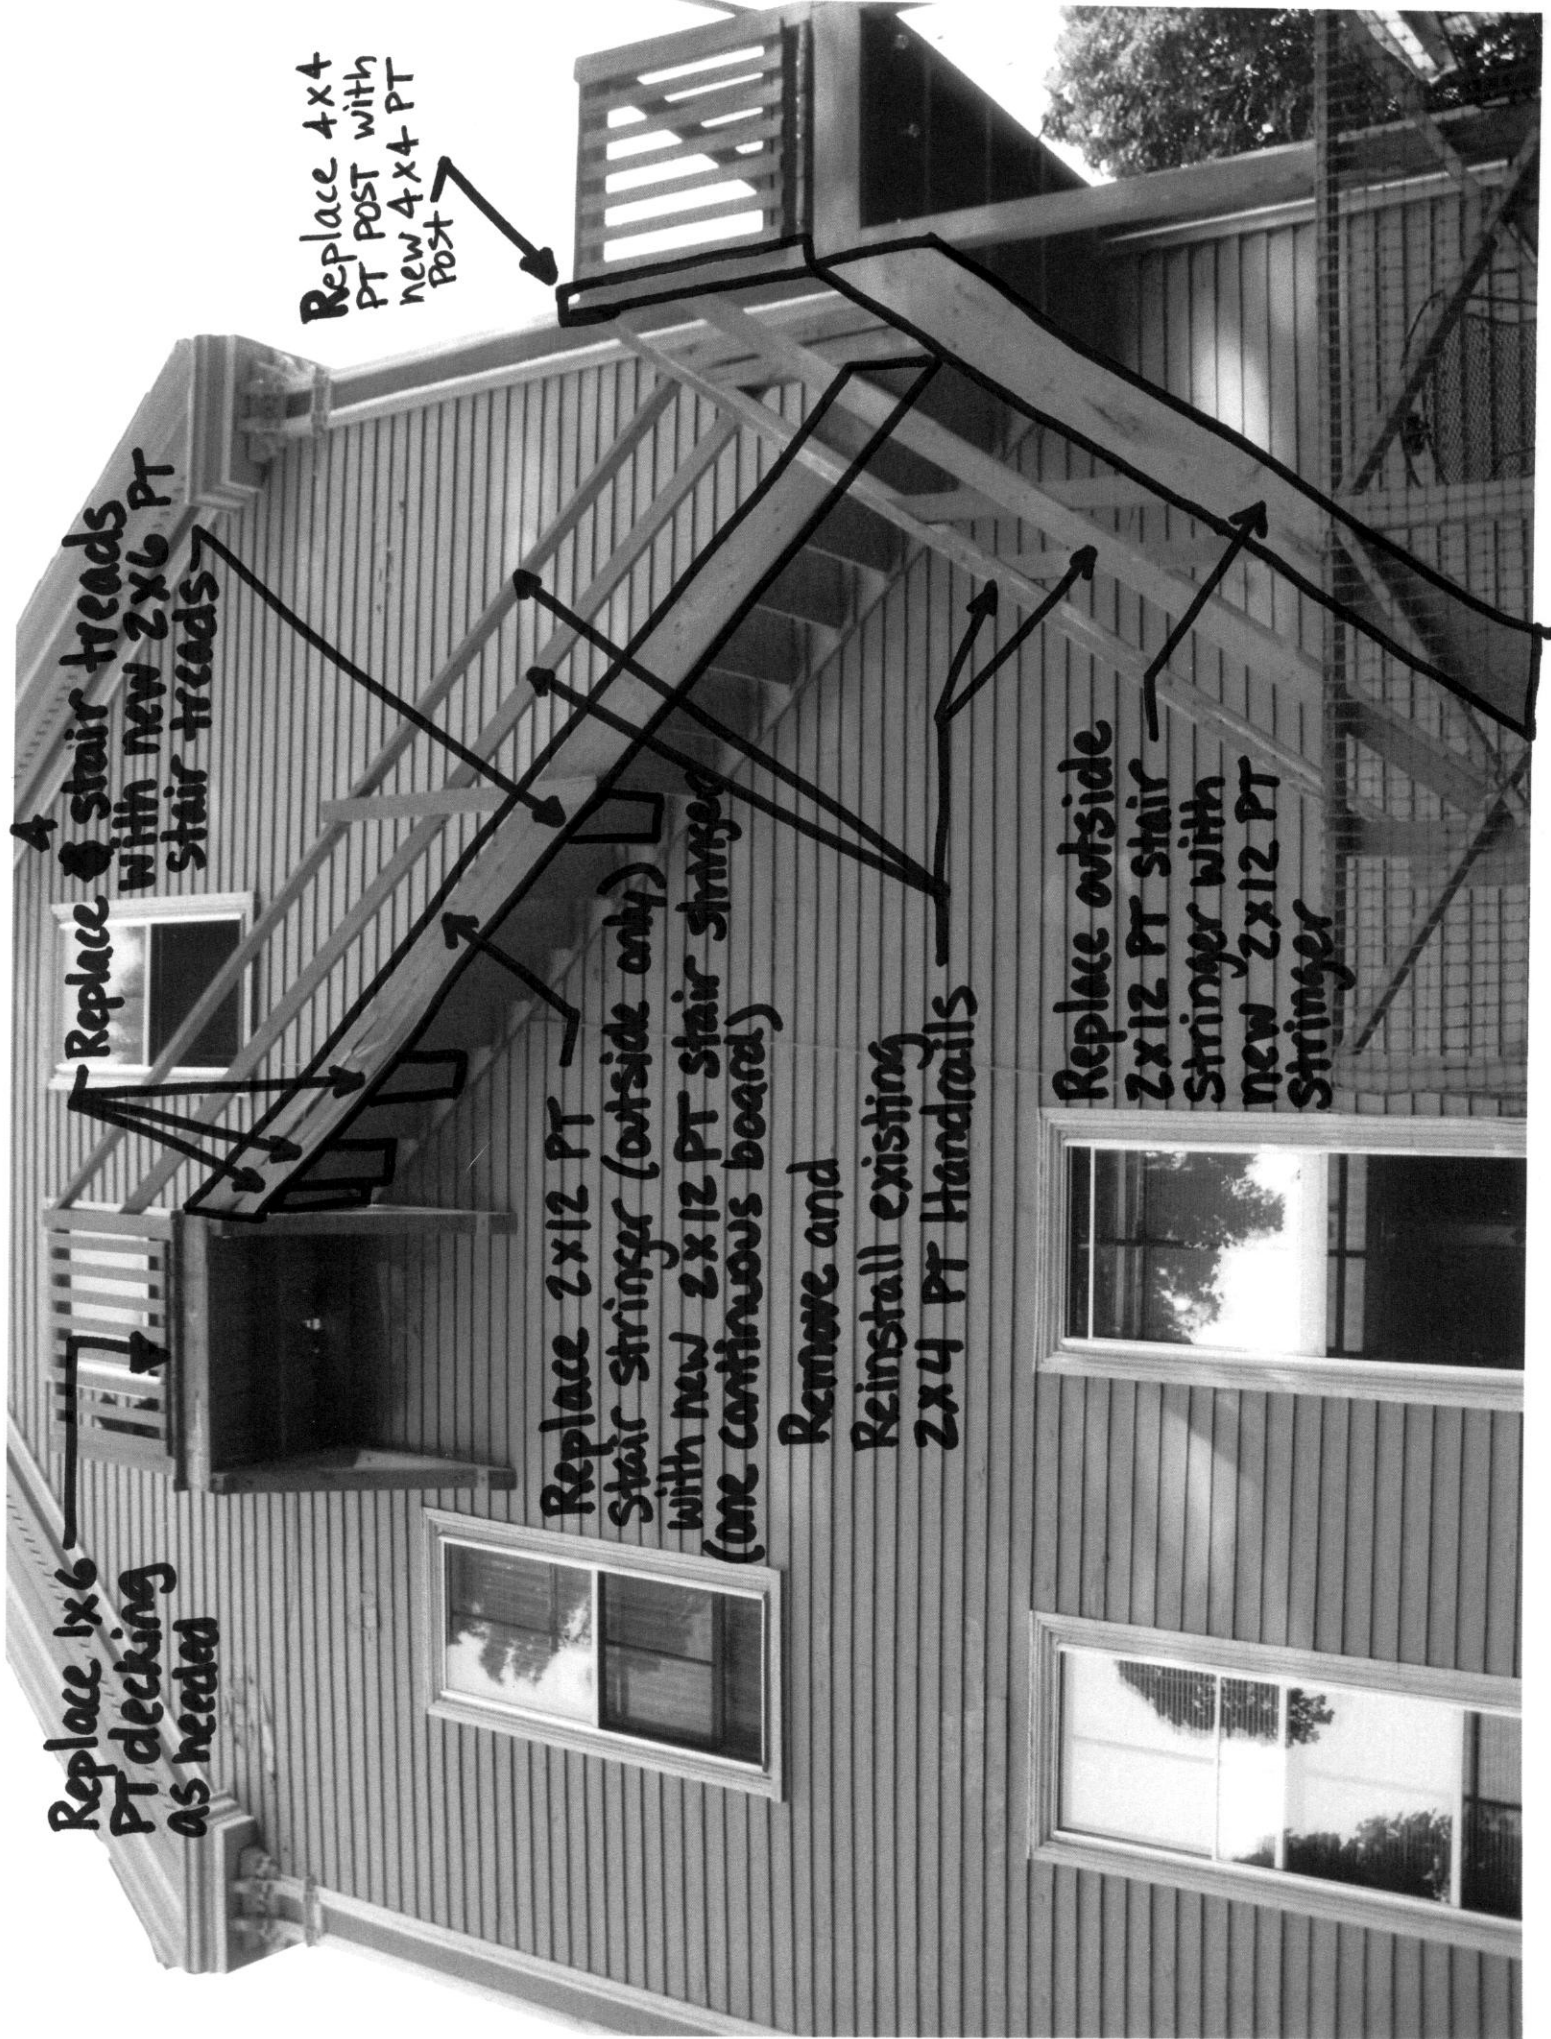 Replace 1x6
PT decking
as needed
Replace 4 stair treads
with new 2x6 PT
stair treads
Replace 4x4
PT POST with
new 4x4 PT
Post
Replace 2x12 PT
Stair stringer (outside only)
with new 2x12 PT stair stringer
(one continuous board)
Remove and
Reinstall existing
2x4 PT Handrails
Replace outside
2x12 PT stair
Stringer with
new 2x12 PT
Stringer